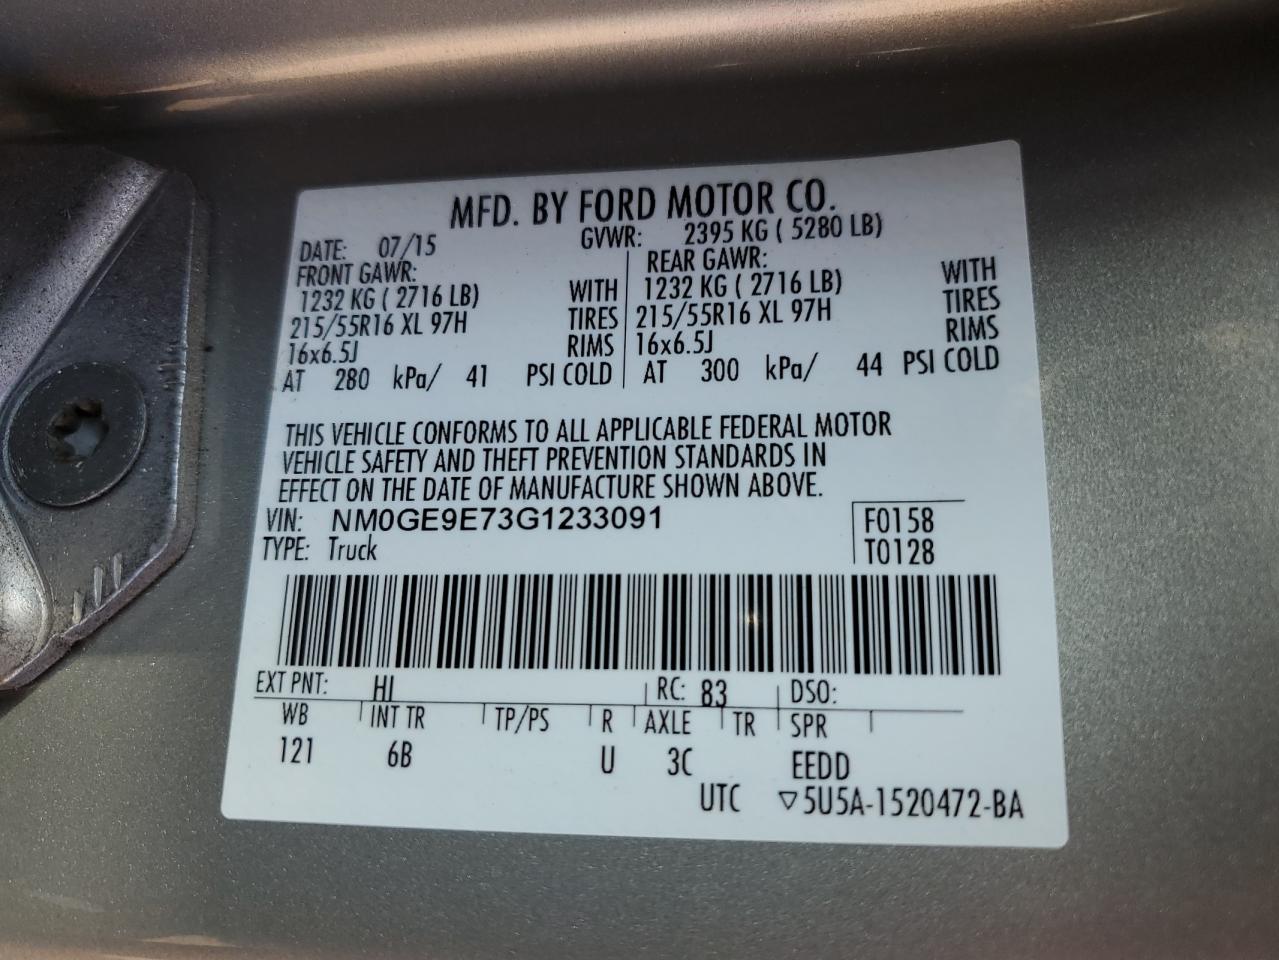 MFD. BY FORD MOTOR CO.
DATE: 07/15 GVWR: 2395 KG ( 5280 LB)
FRONT GAWR: REAR GAWR:
1232 KG ( 2716 LB) WITH 1232 KG ( 2716 LB) WITH
215/55R16 XL 97H TIRES 215/55R16 XL 97H TIRES
16x6.5J RIMS 16x6.5J RIMS
AT 280 kPa/ 41 PSI COLD AT 300 kPa/ 44 PSI COLD
THIS VEHICLE CONFORMS TO ALL APPLICABLE FEDERAL MOTOR
VEHICLE SAFETY AND THEFT PREVENTION STANDARDS IN
EFFECT ON THE DATE OF MANUFACTURE SHOWN ABOVE.
VIN: NM0GE9E73G1233091 F0158
TYPE: Truck T0128
EXT PNT: HI RC: 83 DSO:
WB INT TR TP/PS R AXLE TR SPR
121 6B U 3C EEDD
UTC ▽5U5A-1520472-BA